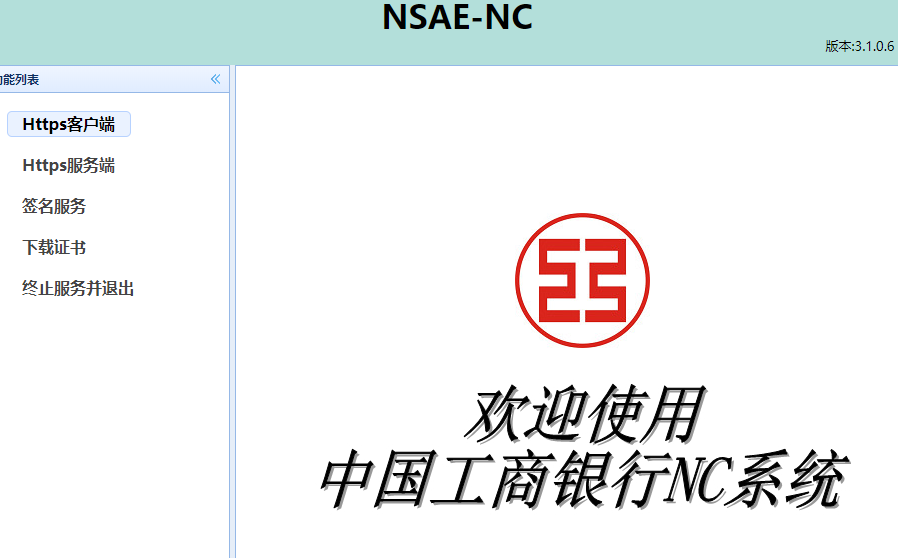 NSAE-NC
版本:3.1.0.6
能列表
Https客户端
Https服务端
签名服务
下载证书
终止服务并退出
欢迎使用
中国工商银行NC系统